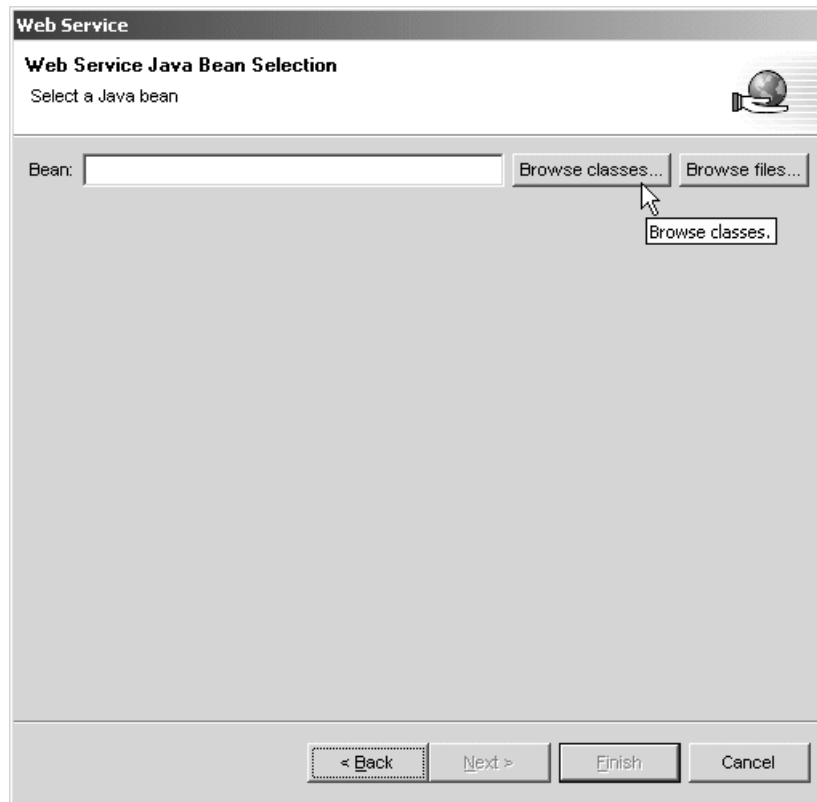 Web Service
Web Service Java Bean Selection
Select a Java bean
Bean:
Browse classes...
Browse files...
Browse classes.
< Back
Next >
Finish
Cancel